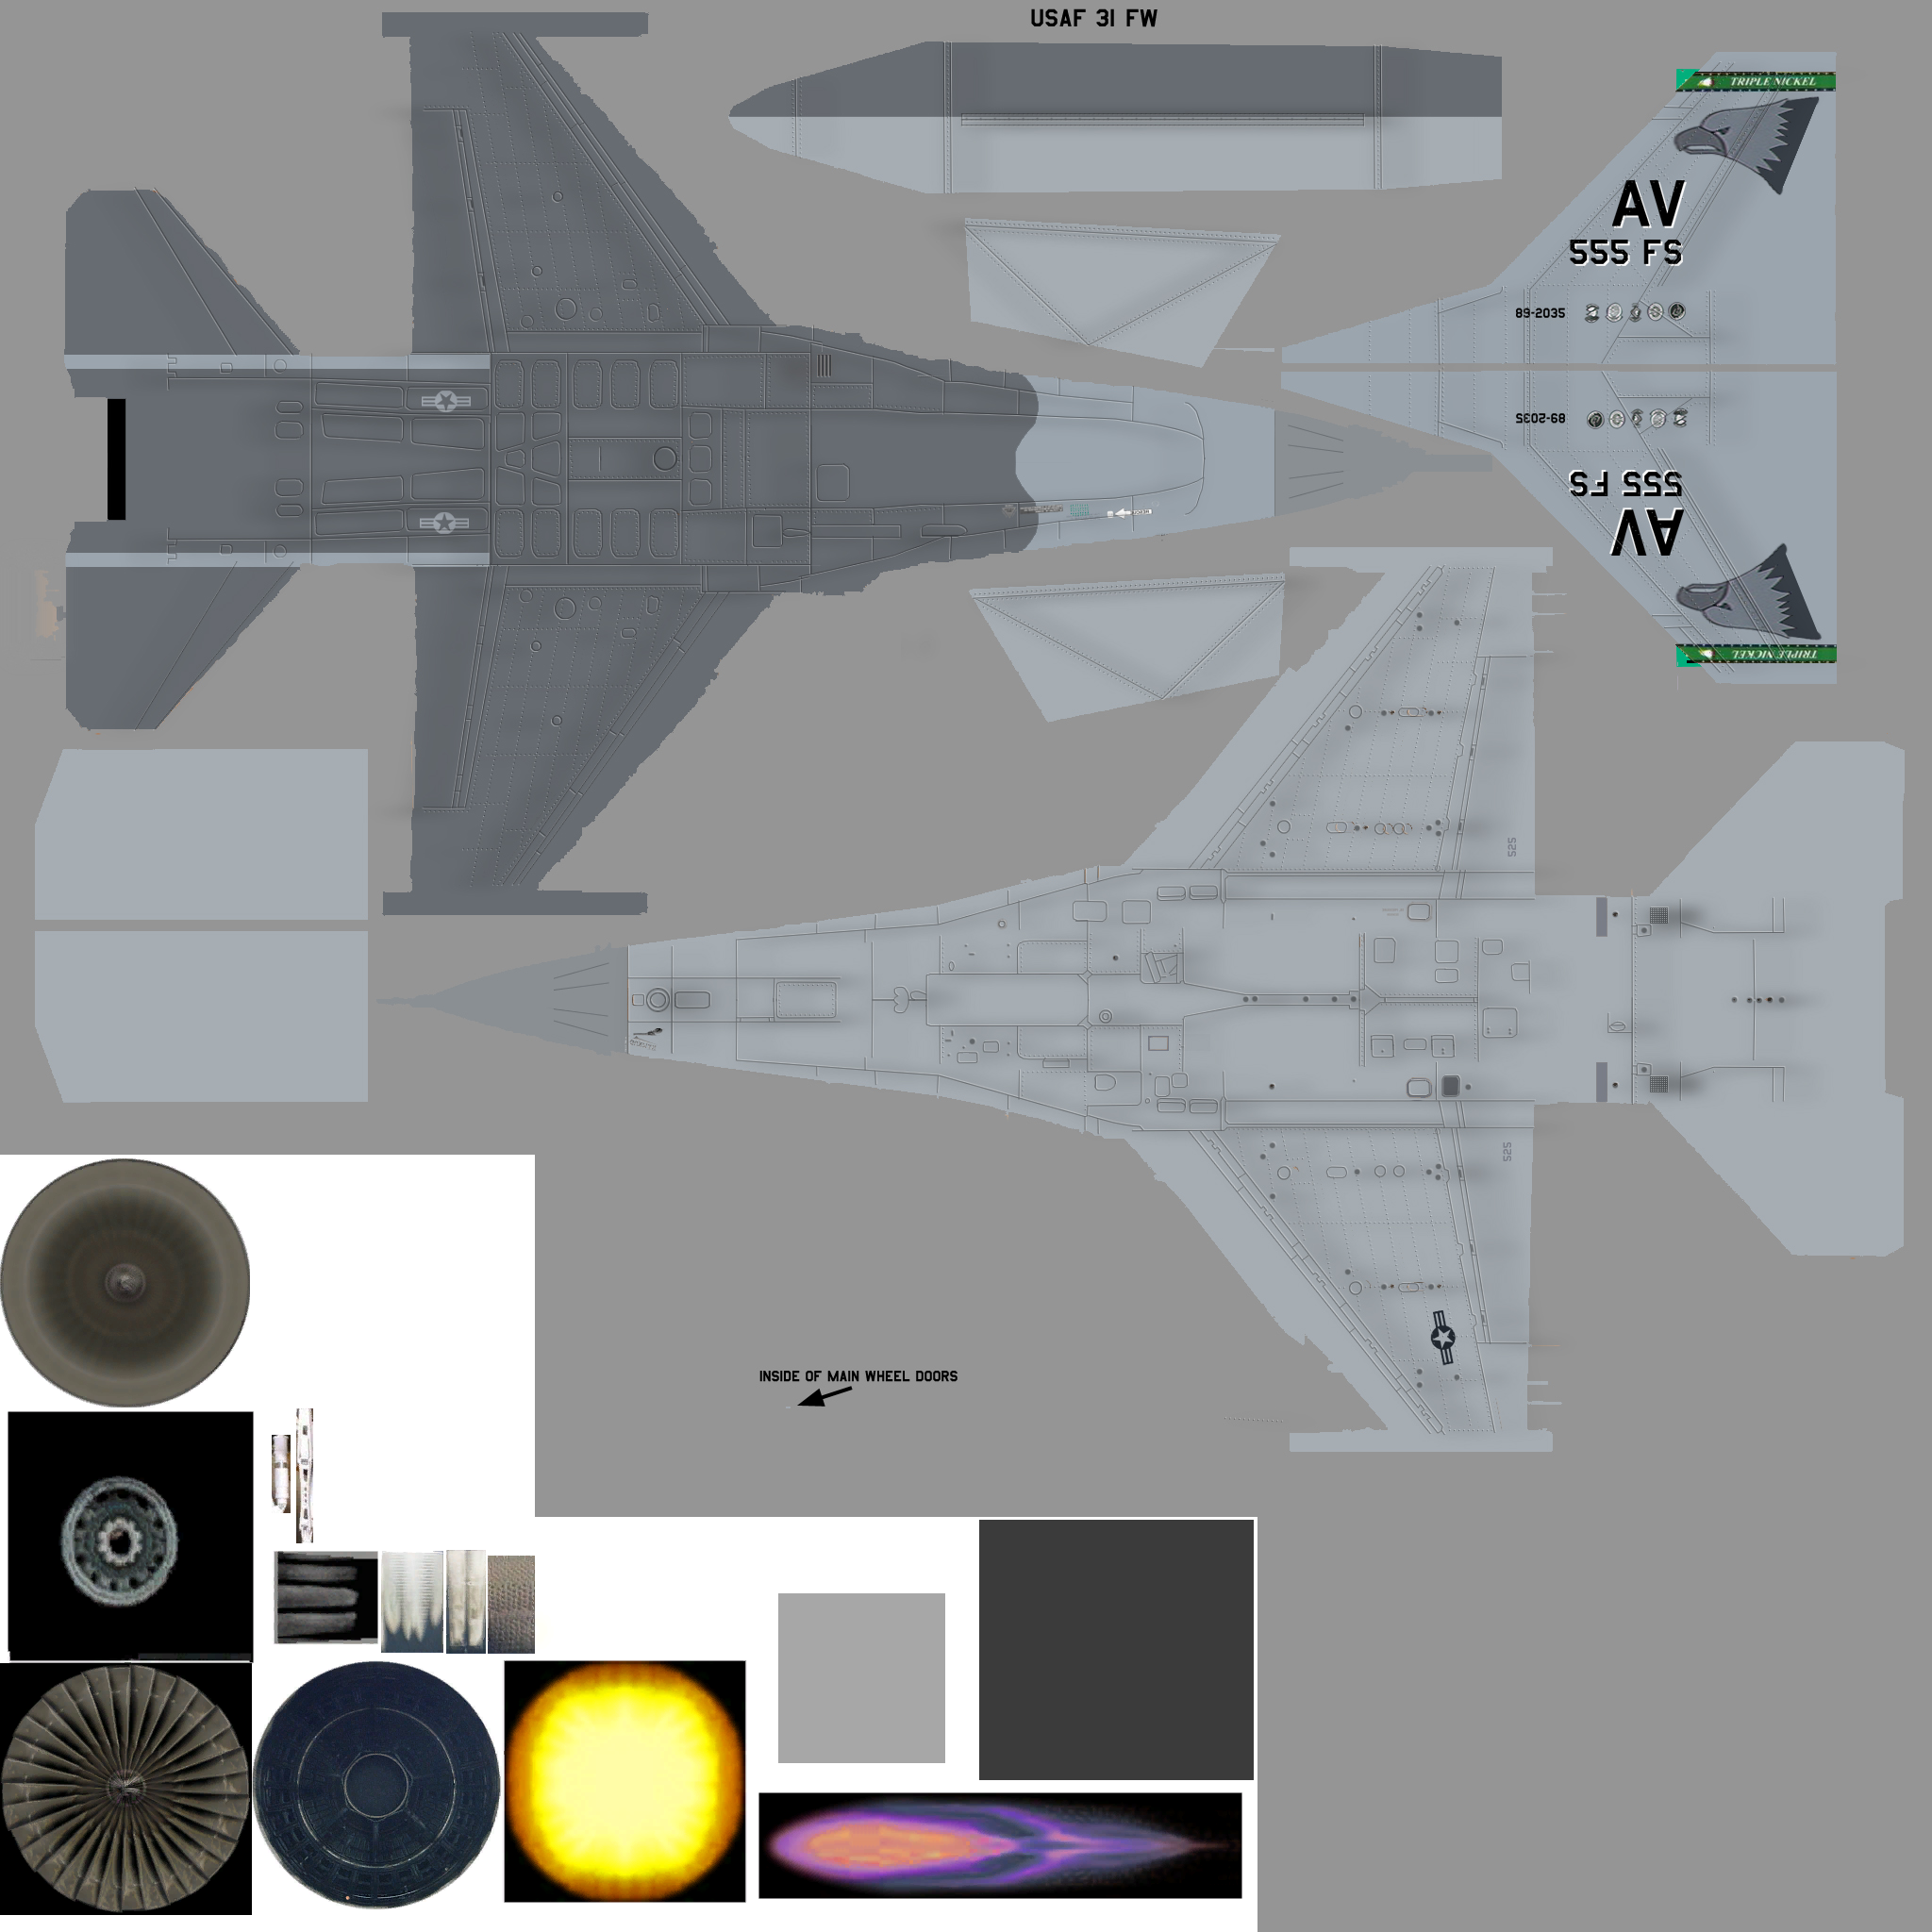 USAF 31 FW
TRIPLE NICKEL
AV
555 FS
89-2035
89-2035
555 FS
AV
TRIPLE NICKEL
525
525
INSIDE OF MAIN WHEEL DOORS